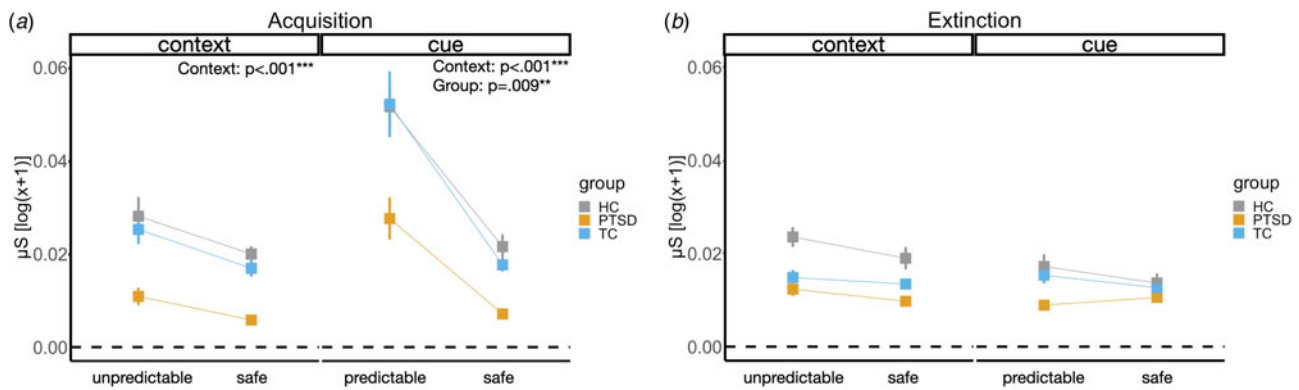 (a) Acquisition
context cue
Context: p<.001***
Context: p<.001***
Group: p=.009**
0.06
0.04
0.02
0.00
µS [log(x+1)]
unpredictable safe predictable safe
group
HC
PTSD
TC
(b) Extinction
context cue
0.06
0.04
0.02
0.00
µS [log(x+1)]
unpredictable safe predictable safe
group
HC
PTSD
TC